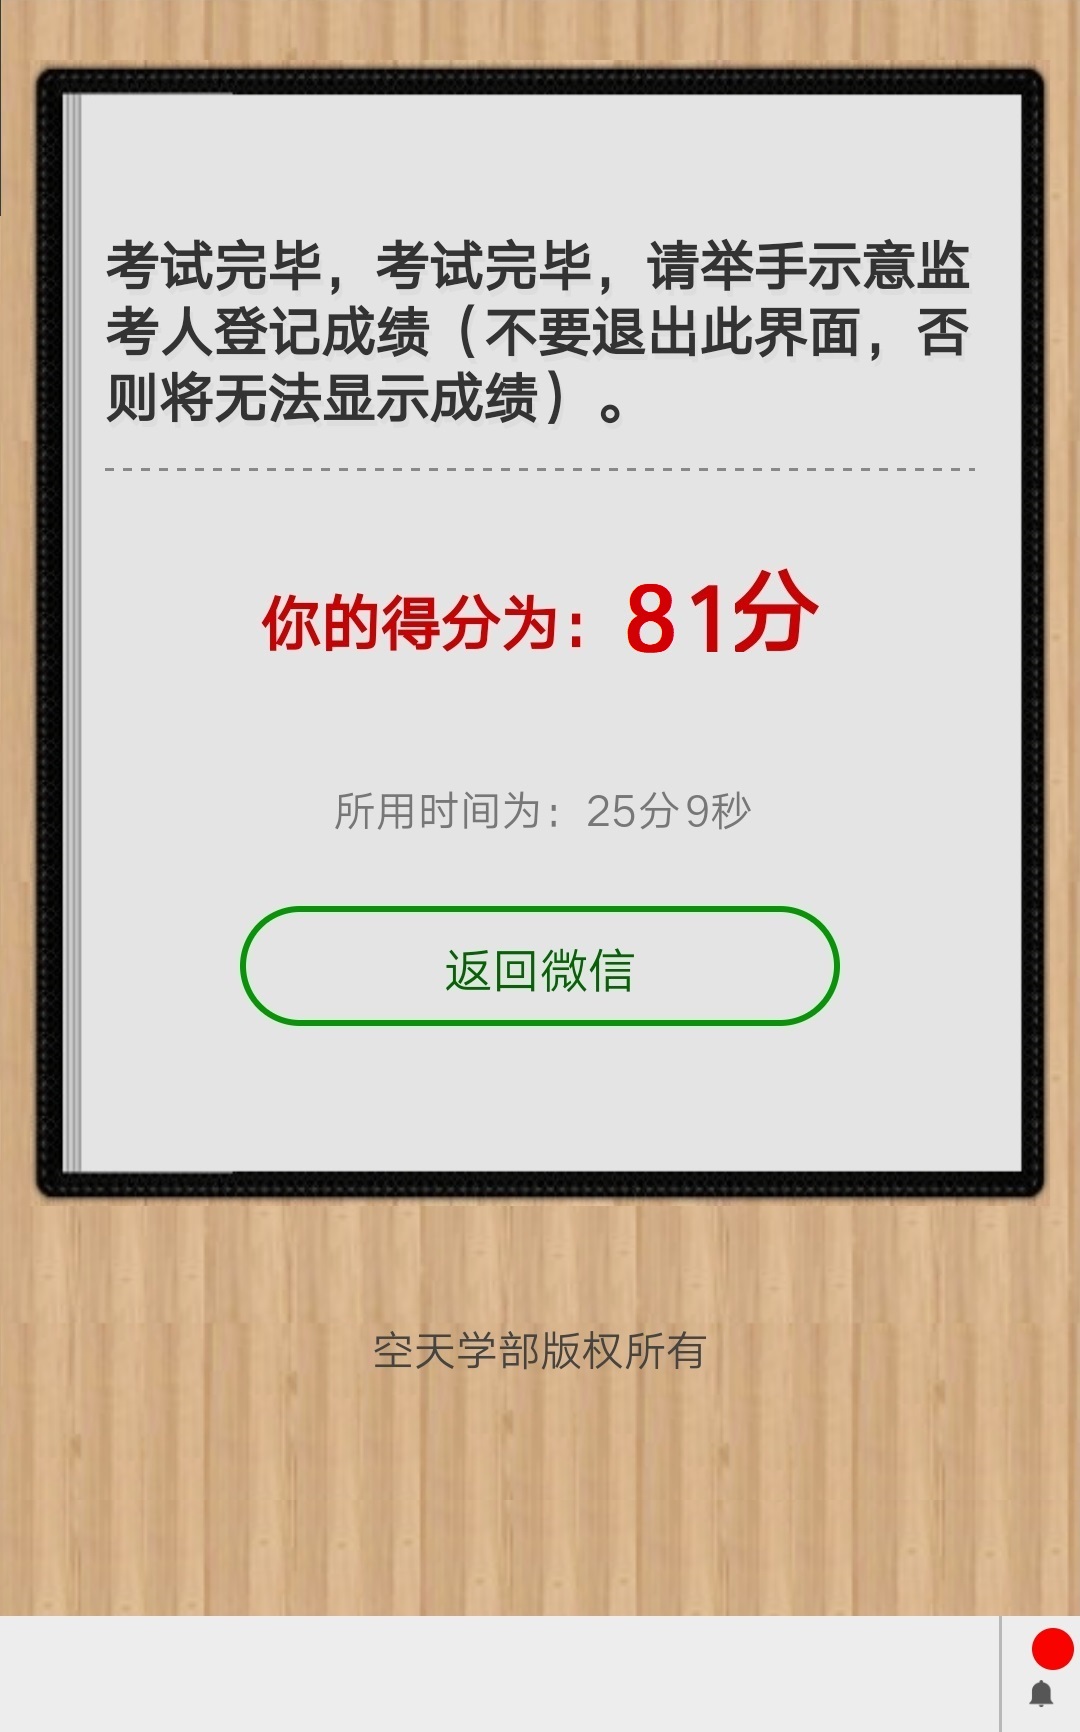 考试完毕，考试完毕，请举手示意监
考人登记成绩（不要退出此界面，否
则将无法显示成绩）。
你的得分为：81分
所用时间为：25分9秒
返回微信
空天学部版权所有